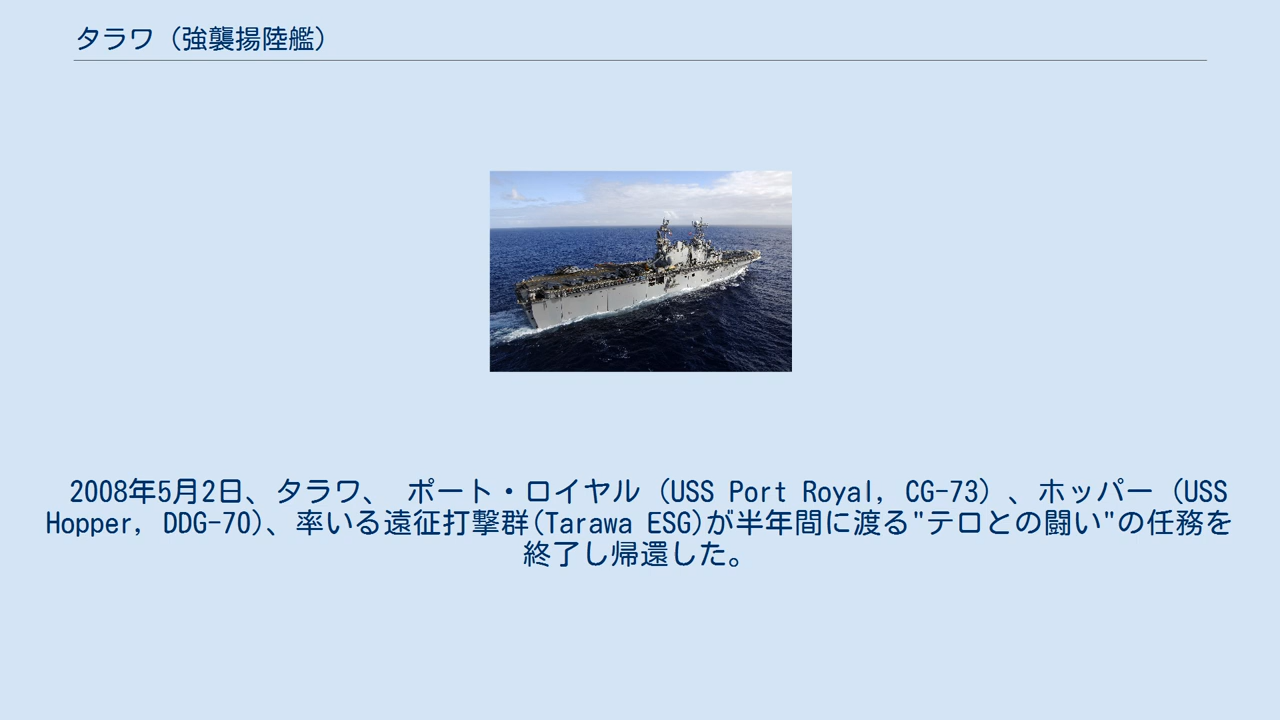 タラワ（強襲揚陸艦）
2008年5月2日、タラワ、 ポート・ロイヤル（USS Port Royal, CG-73）、ホッパー（USS
Hopper, DDG-70)、率いる遠征打撃群(Tarawa ESG)が半年間に渡る"テロとの闘い"の任務を
終了し帰還した。